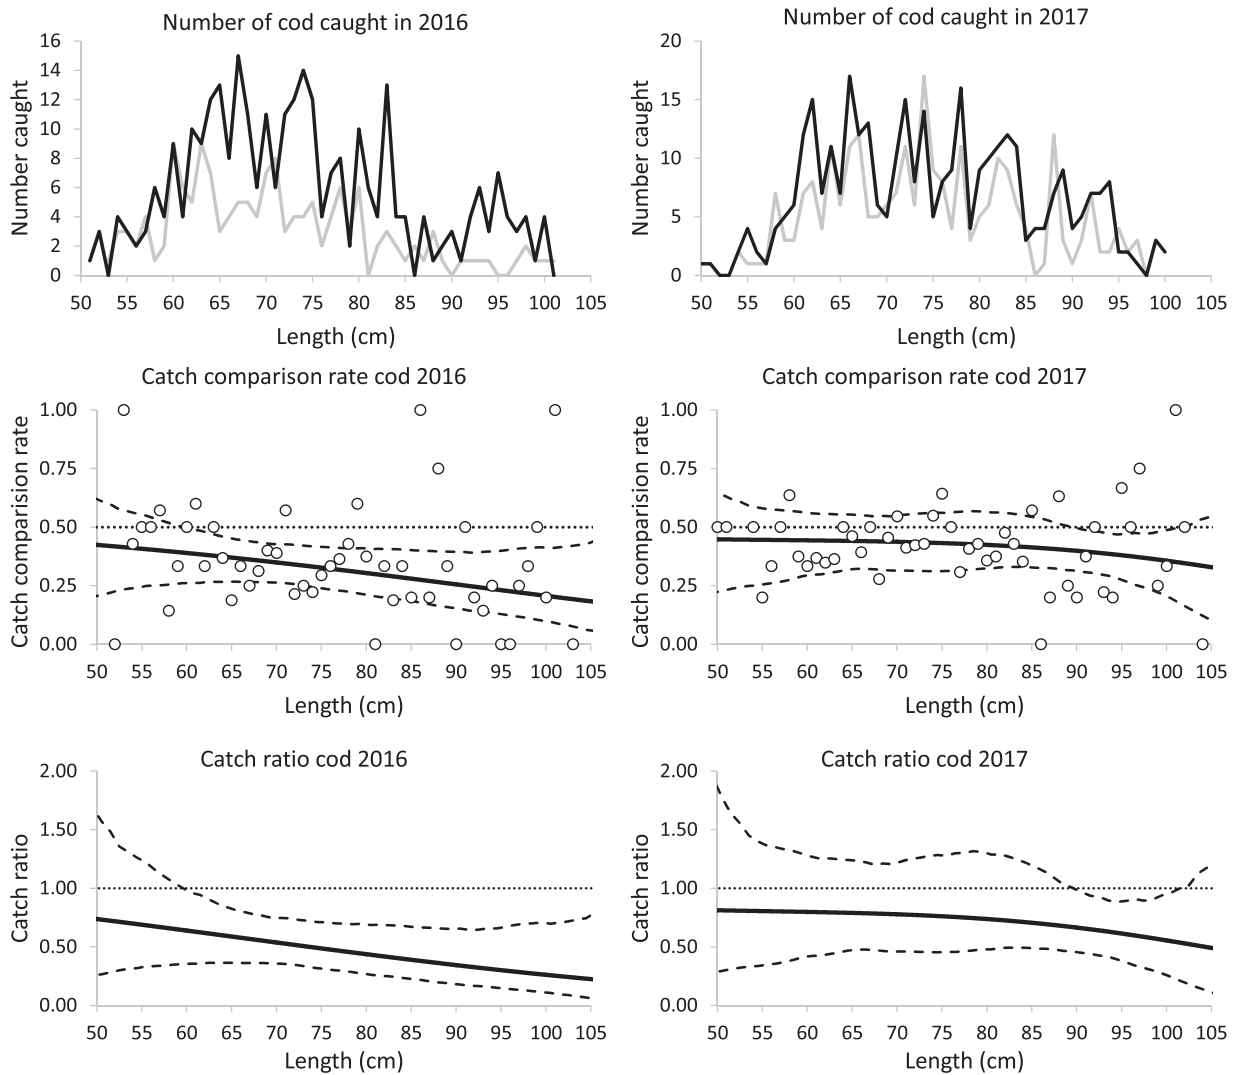 Number of cod caught in 2016
Number caught
16
14
12
10
8
6
4
2
0
50 55 60 65 70 75 80 85 90 95 100 105
Length (cm)
Number of cod caught in 2017
Number caught
20
15
10
5
0
50 55 60 65 70 75 80 85 90 95 100 105
Length (cm)
Catch comparison rate cod 2016
Catch comparision rate
1.00
0.75
0.50
0.25
0.00
50 55 60 65 70 75 80 85 90 95 100 105
Length (cm)
Catch comparison rate cod 2017
Catch comparision rate
1.00
0.75
0.50
0.25
0.00
50 55 60 65 70 75 80 85 90 95 100 105
Length (cm)
Catch ratio cod 2016
Catch ratio
2.00
1.50
1.00
0.50
0.00
50 55 60 65 70 75 80 85 90 95 100 105
Length (cm)
Catch ratio cod 2017
Catch ratio
2.00
1.50
1.00
0.50
0.00
50 55 60 65 70 75 80 85 90 95 100 105
Length (cm)